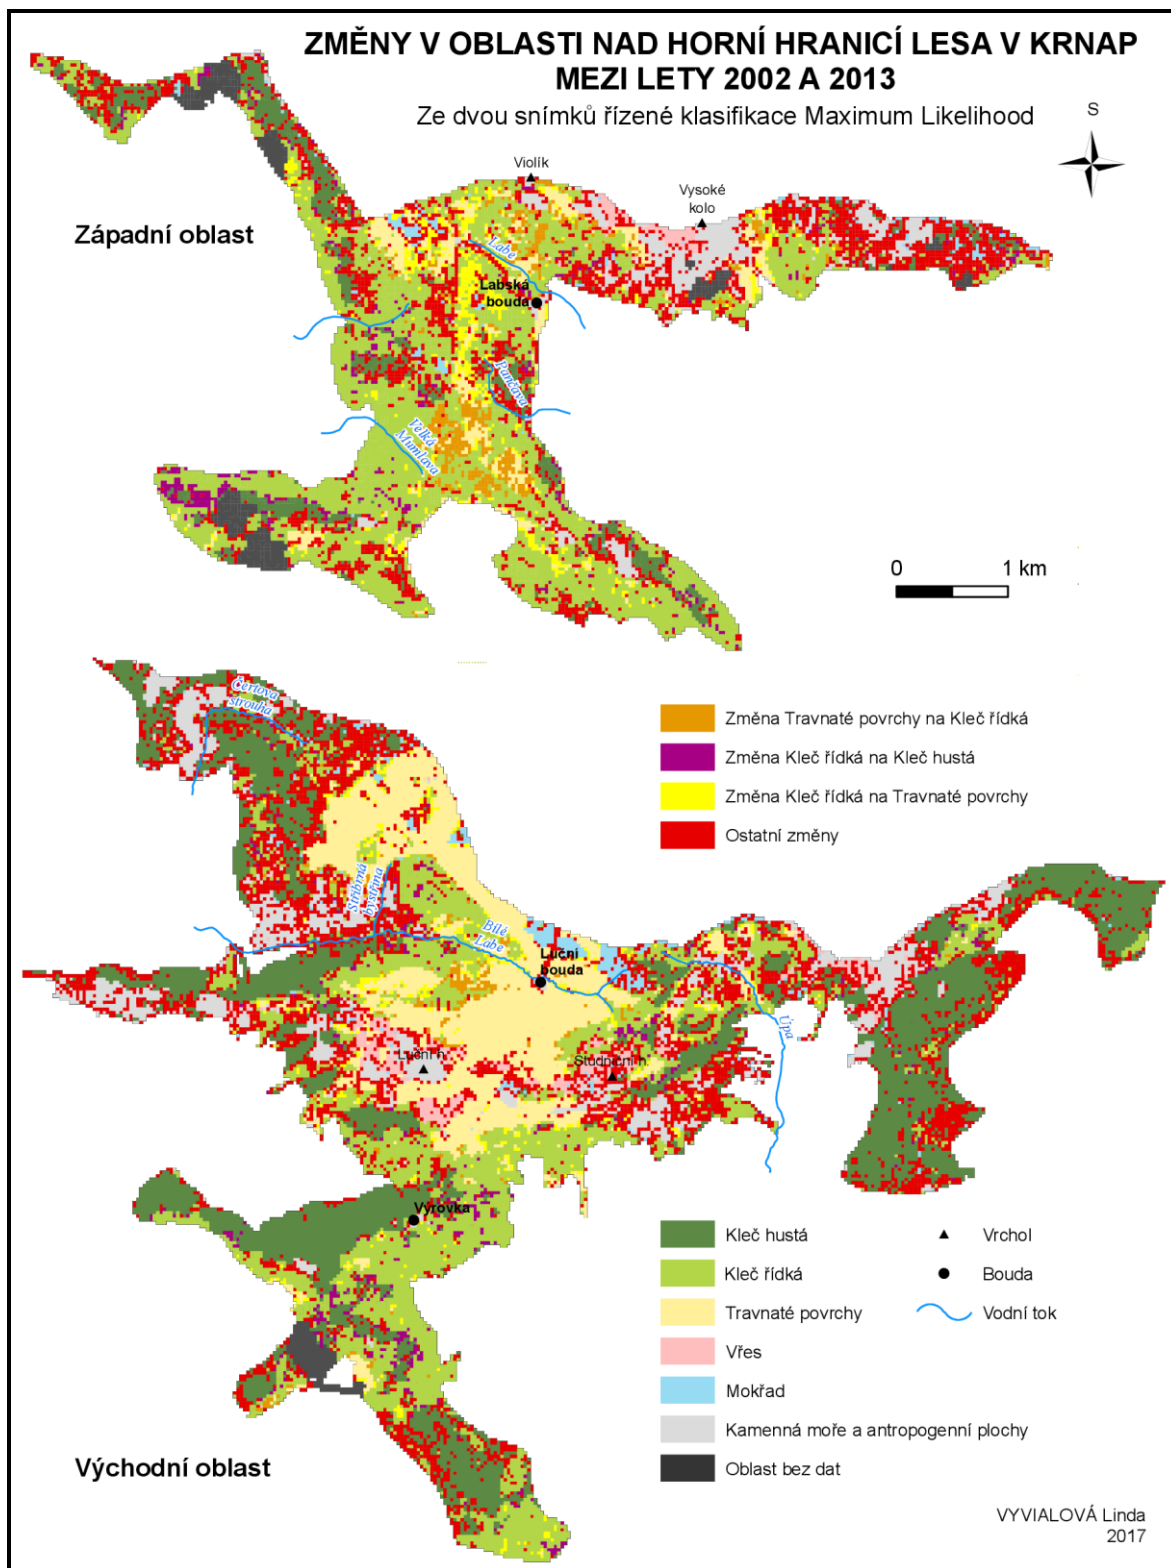 ZMĚNY V OBLASTI NAD HORNÍ HRANICÍ LESA V KRNAP
MEZI LETY 2002 A 2013
Ze dvou snímků řízené klasifikace Maximum Likelihood
S
Violík
Vysoké
kolo
Západní oblast
Labe
Labská
bouda
Pančava
Velká
Mumlava
0 1 km
Čertova
strouha
Změna Travnaté povrchy na Kleč řídká
Změna Kleč řídká na Kleč hustá
Změna Kleč řídká na Travnaté povrchy
Ostatní změny
Stříbrná
bystřina
Bílé
Labe
Luční
bouda
Úpa
Luční h.
Studniční h.
Výrovka
Kleč hustá
Kleč řídká
Travnaté povrchy
Vřes
Mokřad
Kamenná moře a antropogenní plochy
Oblast bez dat
Vrchol
Bouda
Vodní tok
Východní oblast
VYVIALOVÁ Linda
2017